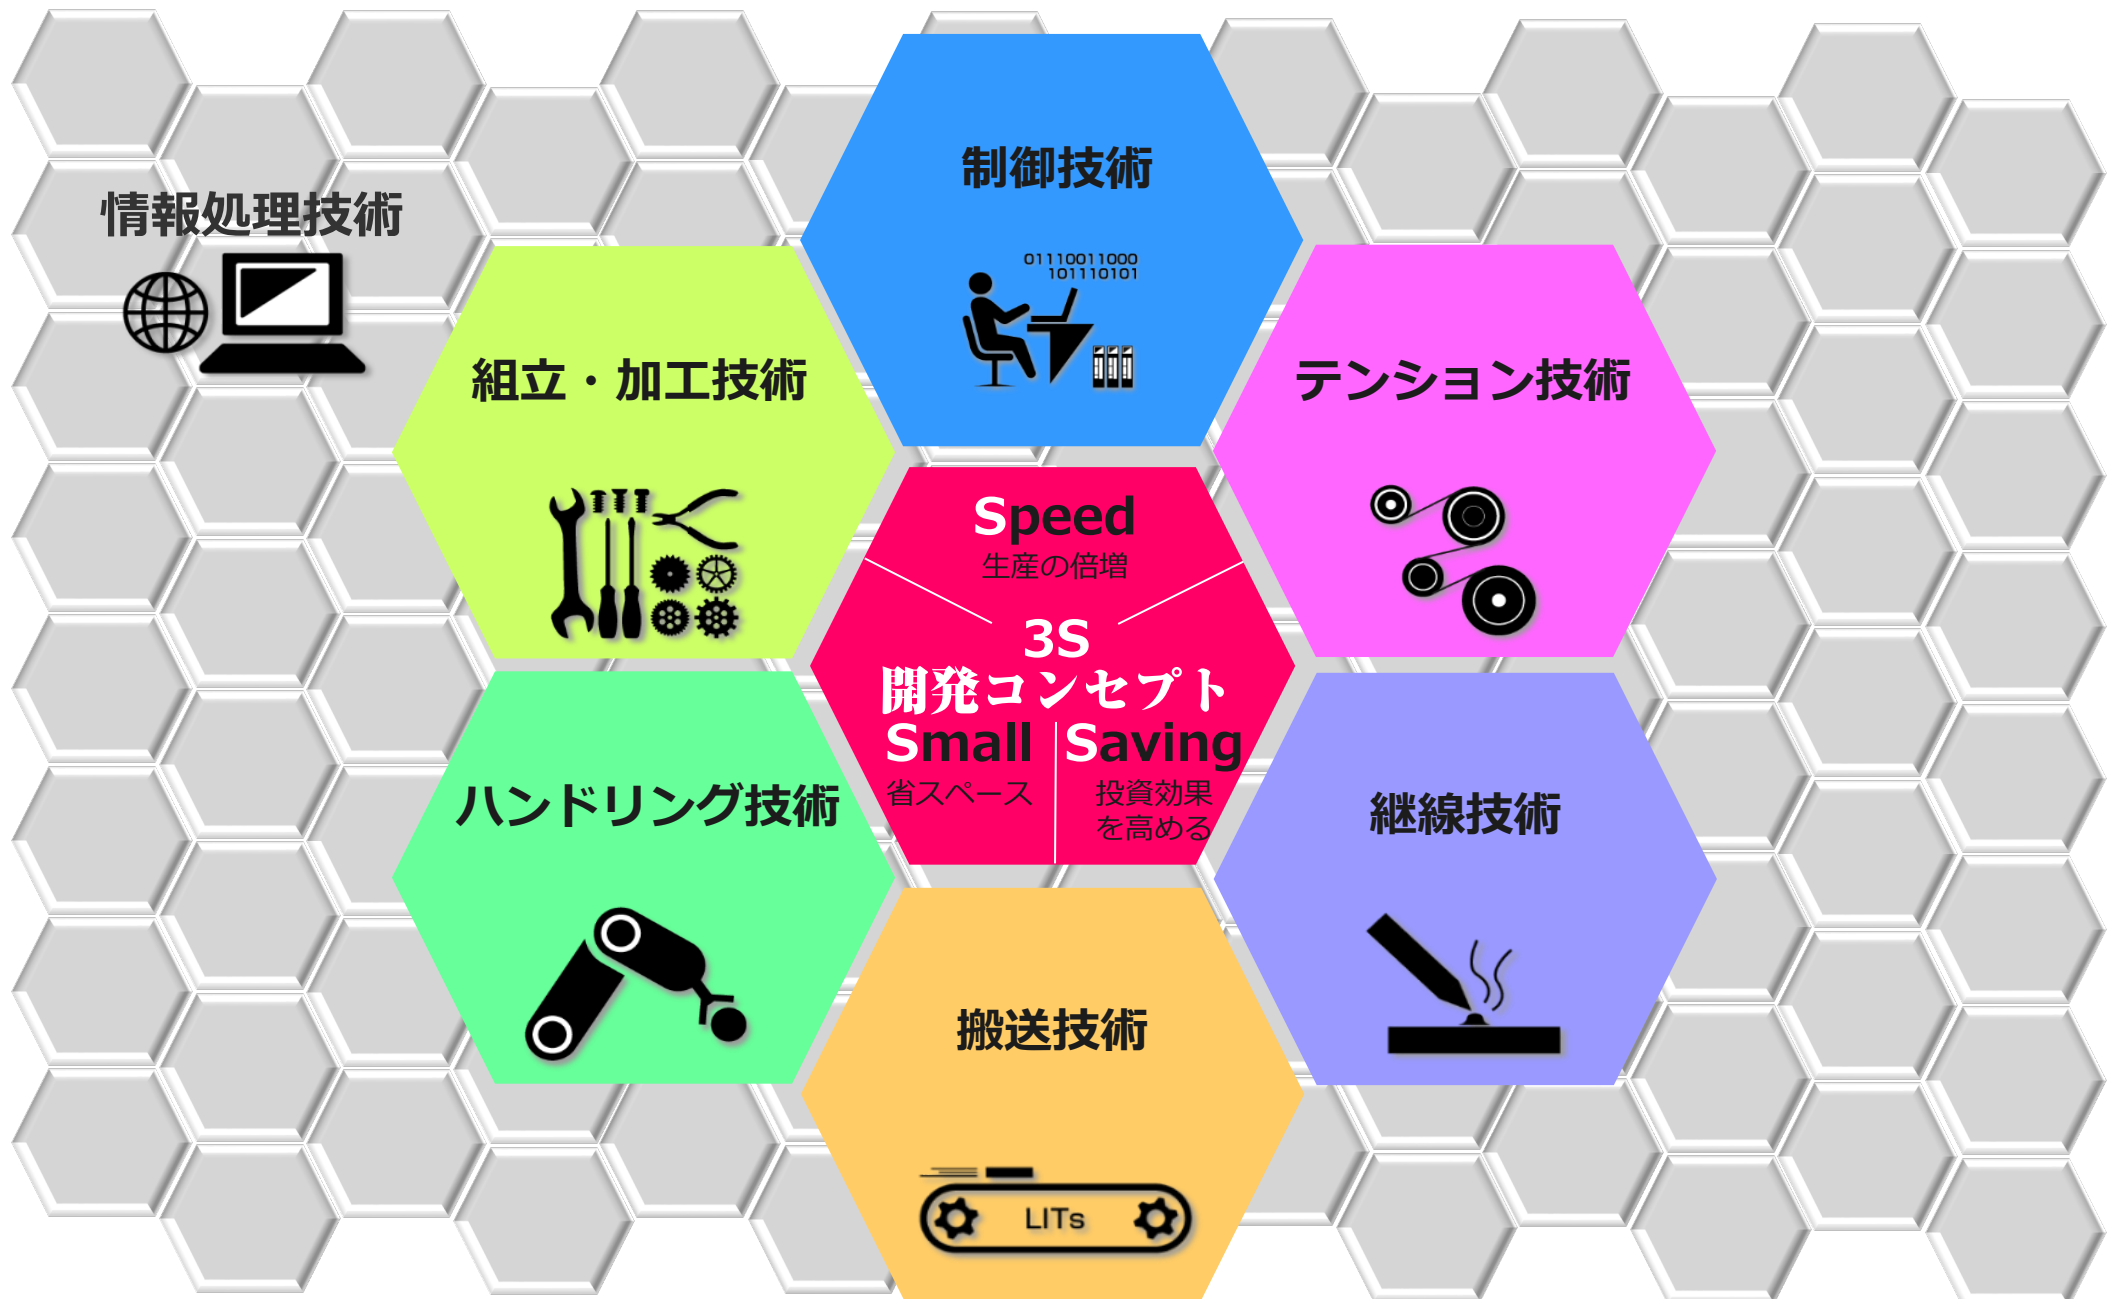 情報処理技術
制御技術
01110011000
101110101
組立・加工技術
テンション技術
Speed
生産の倍増
3S
開発コンセプト
Small
省スペース
Saving
投資効果
を高める
ハンドリング技術
継線技術
搬送技術
LITs